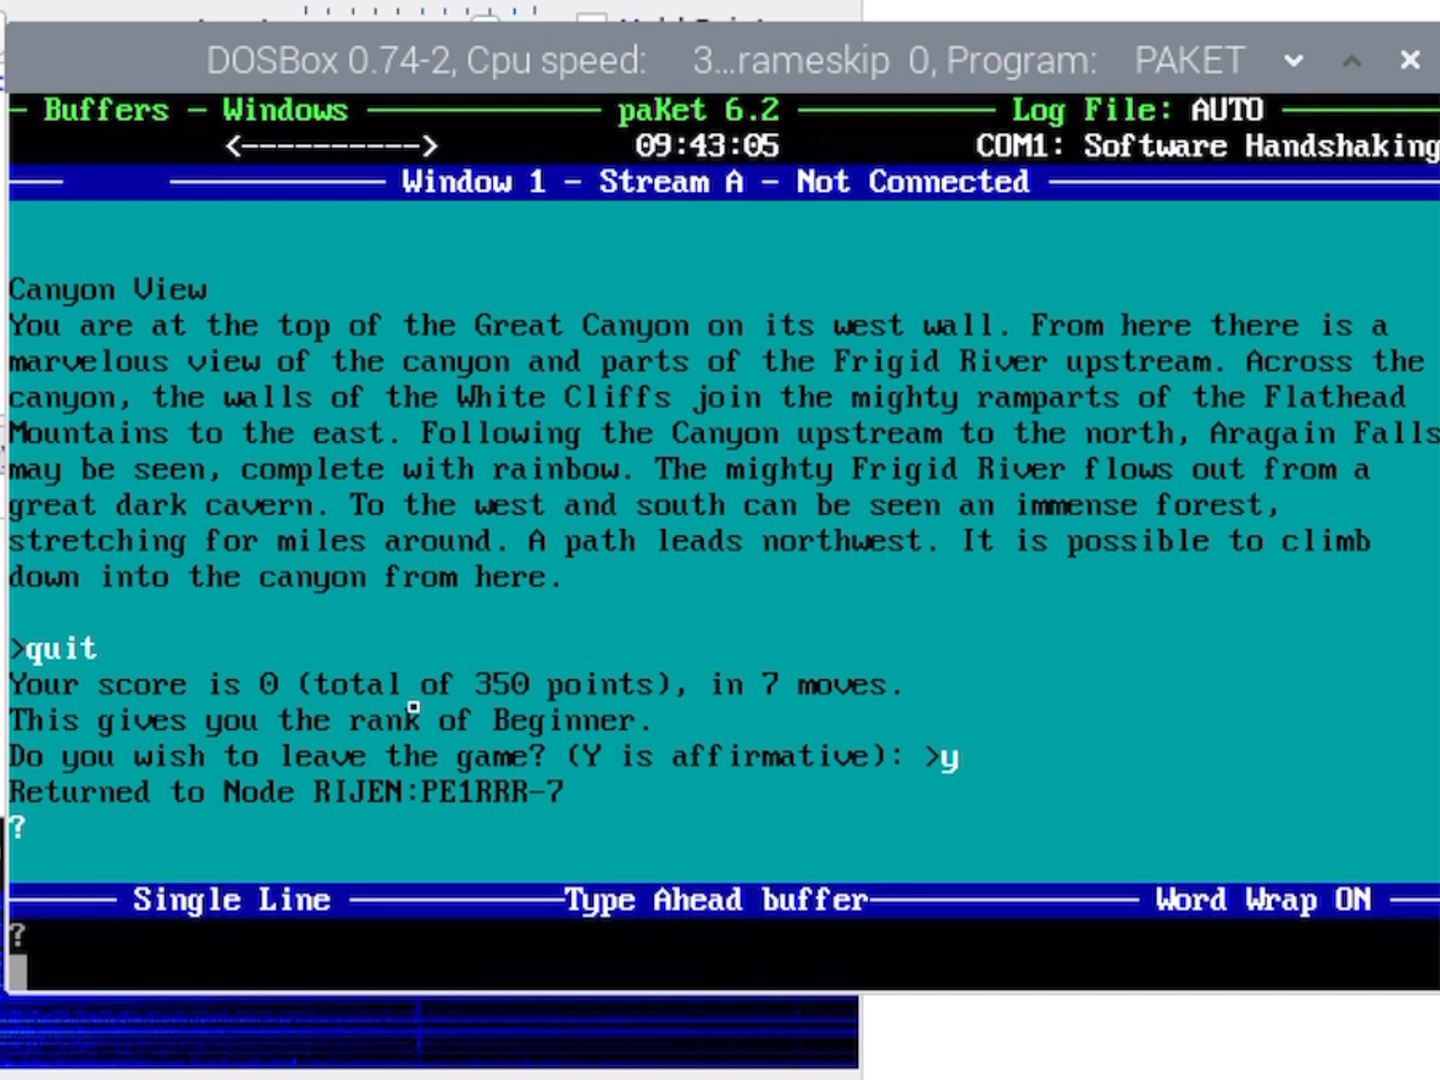 DOSBox 0.74-2, Cpu speed: 3...rameskip 0, Program: PAKET
Buffers - Windows paKet 6.2 Log File: AUTO
<----------> 09:43:05 COM1: Software Handshaking
Window 1 - Stream A - Not Connected
Canyon View
You are at the top of the Great Canyon on its west wall. From here there is a
marvelous view of the canyon and parts of the Frigid River upstream. Across the
canyon, the walls of the White Cliffs join the mighty ramparts of the Flathead
Mountains to the east. Following the Canyon upstream to the north, Aragain Falls
may be seen, complete with rainbow. The mighty Frigid River flows out from a
great dark cavern. To the west and south can be seen an immense forest,
stretching for miles around. A path leads northwest. It is possible to climb
down into the canyon from here.
>quit
Your score is 0 (total of 350 points), in 7 moves.
This gives you the rank of Beginner.
Do you wish to leave the game? (Y is affirmative): >y
Returned to Node RIJEN:PE1RRR-7
?
Single Line Type Ahead buffer Word Wrap ON
?